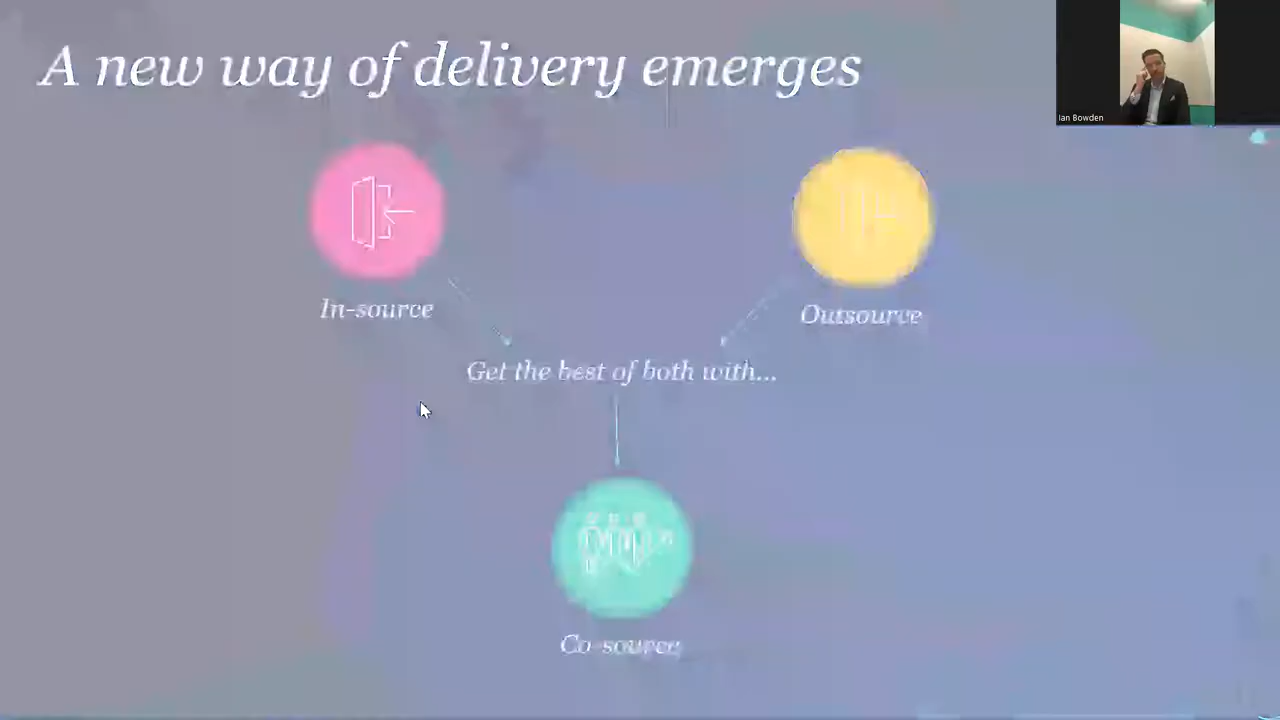 A new way of delivery emerges
Ian Bowden
In-source
Outsource
Get the best of both with...
Co-source